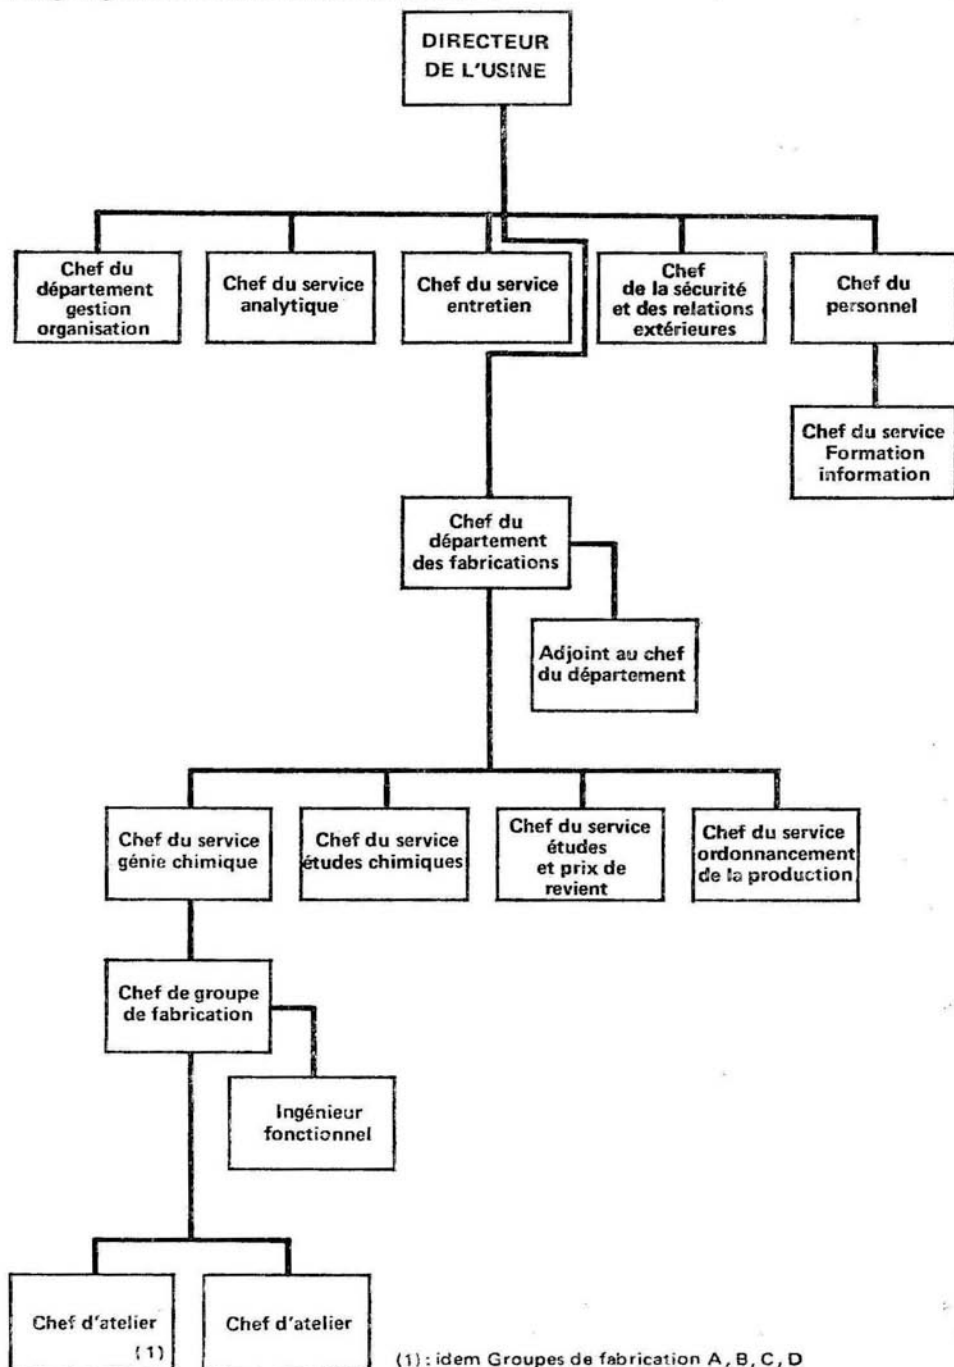 DIRECTEUR
DE L'USINE
Chef du
département
gestion
organisation
Chef du service
analytique
Chef du service
entretien
Chef
de la sécurité
et des relations
extérieures
Chef du
personnel
Chef du service
Formation
information
Chef du
département
des fabrications
Adjoint au chef
du département
Chef du service
génie chimique
Chef du service
études chimiques
Chef du service
études
et prix de
revient
Chef du service
ordonnancement
de la production
Chef de groupe
de fabrication
Ingénieur
fonctionnel
Chef d'atelier
(1)
Chef d'atelier
(1) : idem Groupes de fabrication A, B, C, D